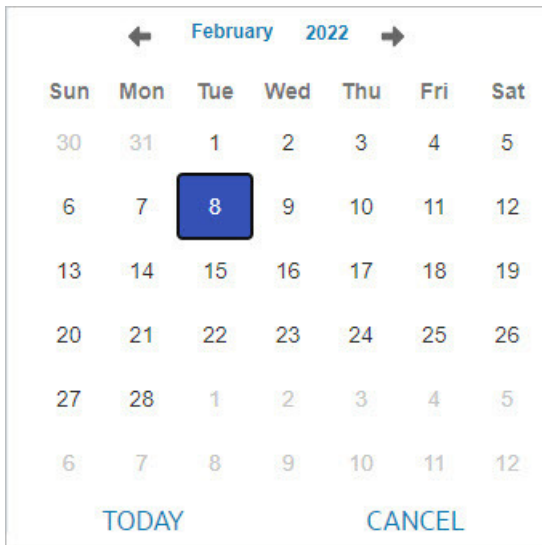 February 2022
Sun Mon Tue Wed Thu Fri Sat
30 31 1 2 3 4 5
6 7 8 9 10 11 12
13 14 15 16 17 18 19
20 21 22 23 24 25 26
27 28 1 2 3 4 5
6 7 8 9 10 11 12
TODAY CANCEL